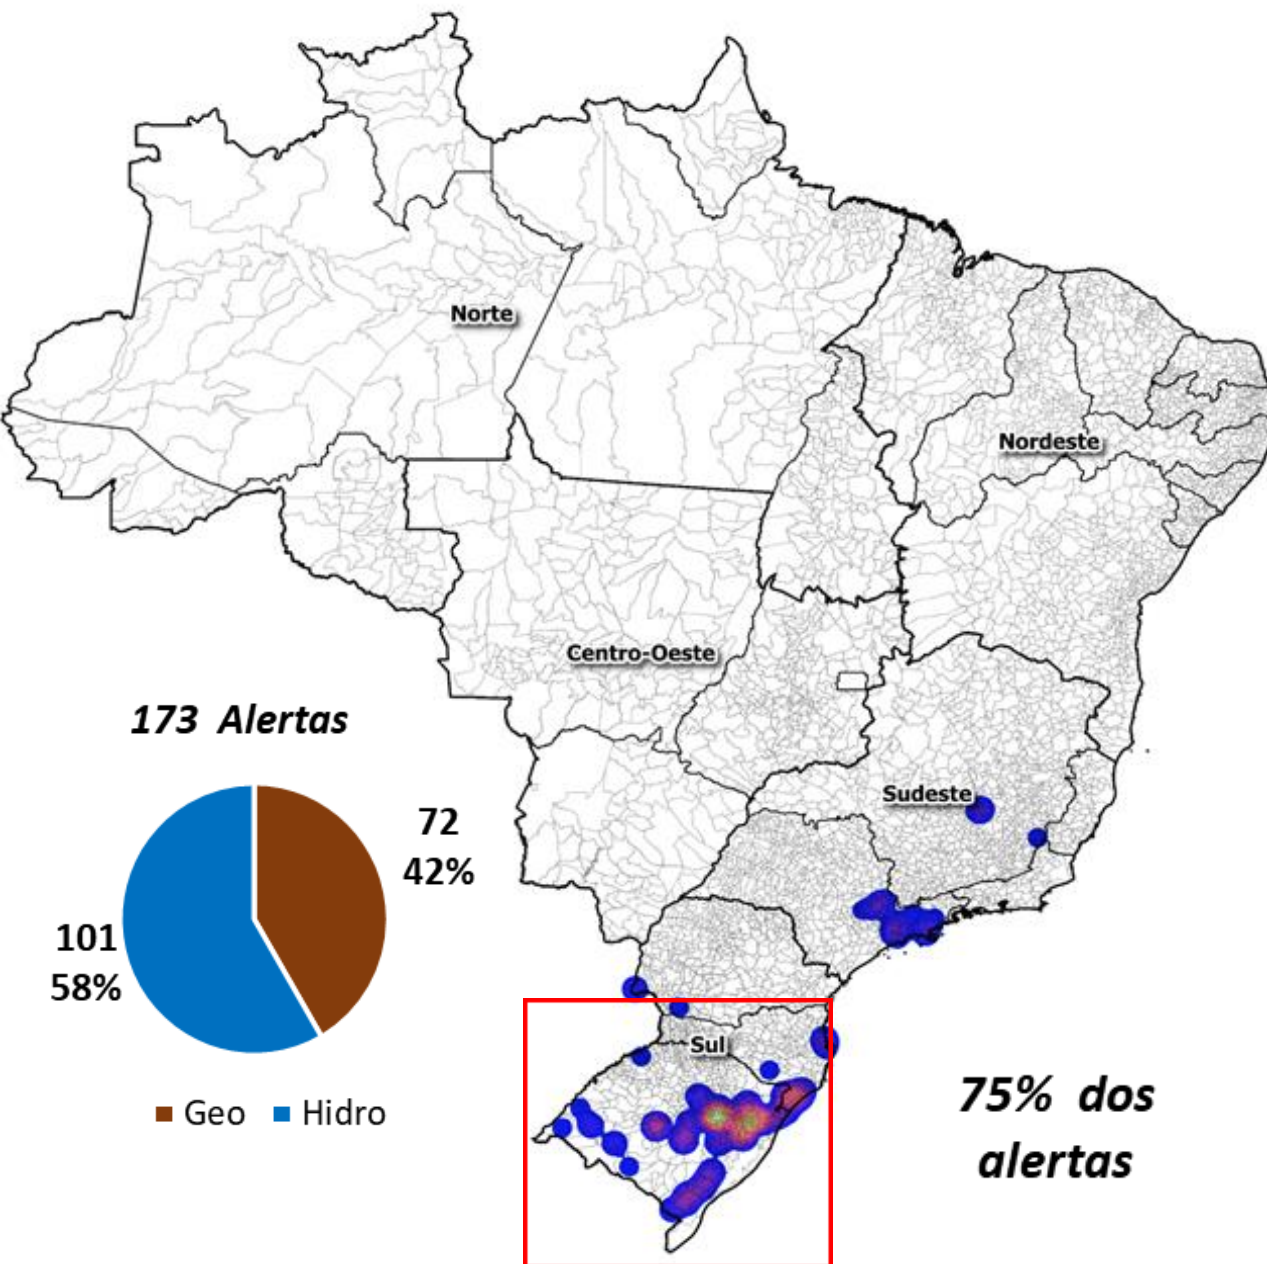 Norte
Nordeste
Centro-Oeste
173 Alertas
Sudeste
72
42%
101
58%
Sul
Geo Hidro
75% dos
alertas